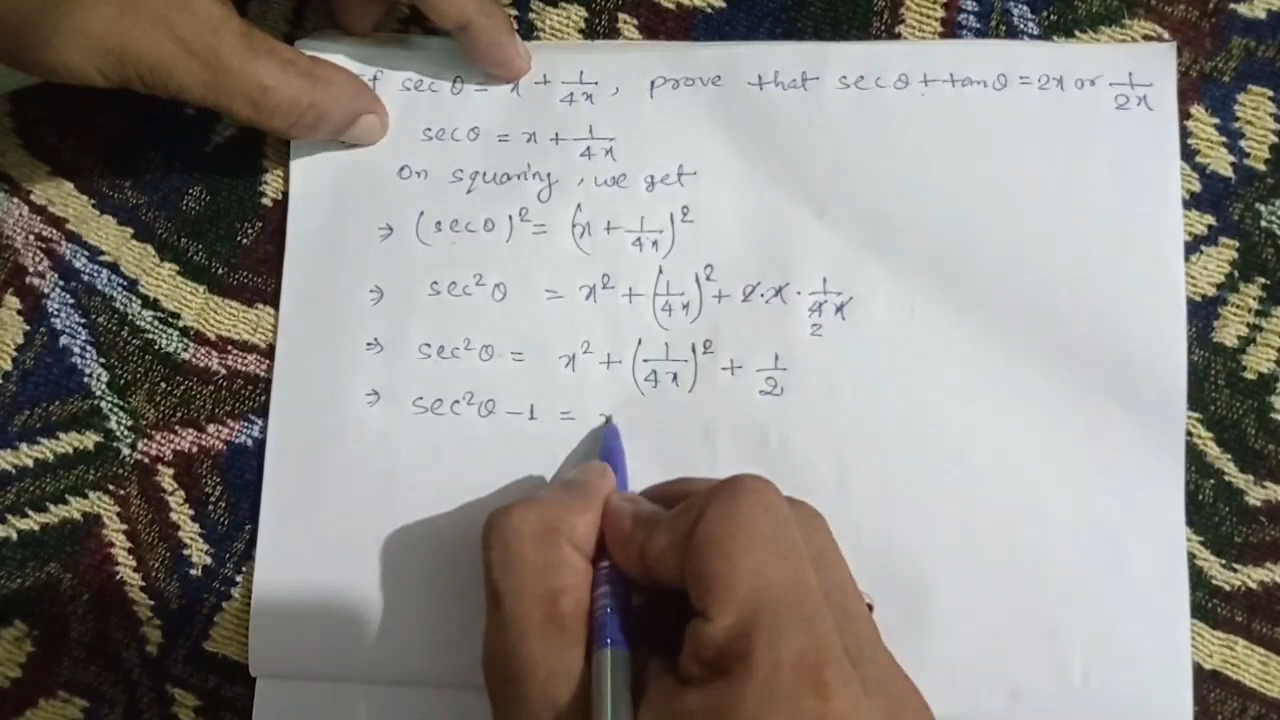 If sec θ = x + 1/4x, prove that sec θ + tan θ = 2x or 1/2x
sec θ = x + 1/4x
On squaring, we get
⇒ (sec θ)² = (x + 1/4x)²
⇒ sec²θ = x² + (1/4x)² + 2·x·1/4x 2
⇒ sec²θ = x² + (1/4x)² + 1/2
⇒ sec²θ - 1 = x